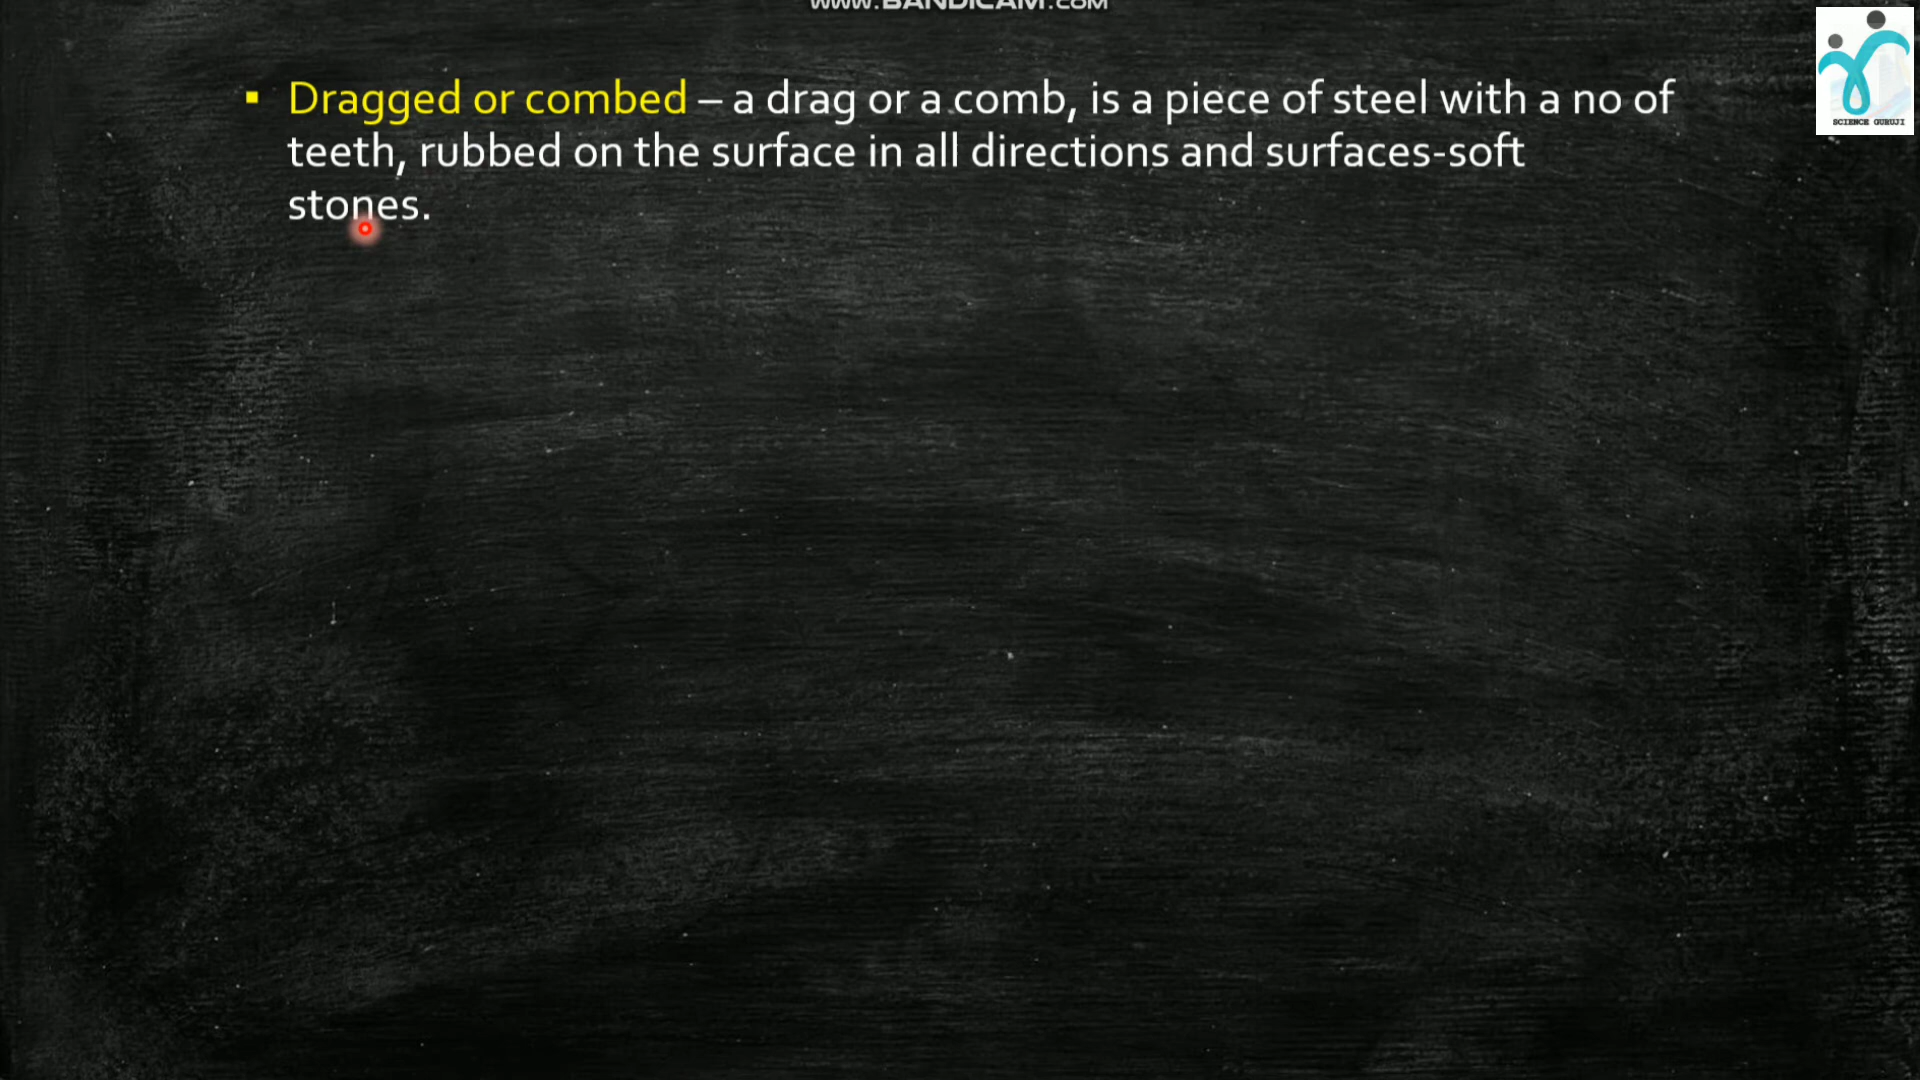 www.BANDICAM.com
▪ Dragged or combed – a drag or a comb, is a piece of steel with a no of
teeth, rubbed on the surface in all directions and surfaces-soft
stones.
SCIENCE GURUJI